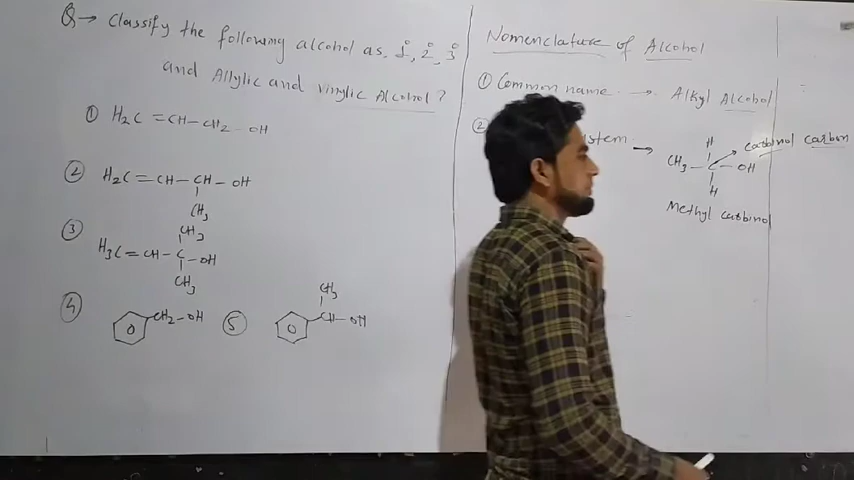 Q→ Classify the following alcohol as 1°, 2°, 3°
and Allylic and vinylic Alcohol?
① H₂C=CH-CH₂-OH
② H₂C=CH-CH-OH
CH₃
③ CH₃
H₃C=CH-C-OH
CH₃
④ CH₂-OH
⑤ CH₃
CH-OH
Nomenclature of Alcohol
① Common name → Alkyl Alcohol
② stem →
H
CH₃-C-OH
H
carbinol carbon
Methyl carbinol